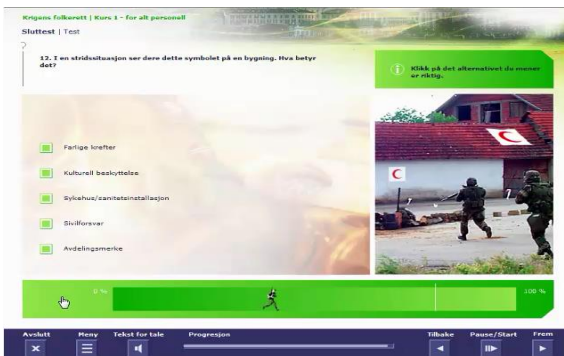 Krigens folkerett | Kurs 1 - for alt personell
Sluttest | Test
12. I en stridssituasjon ser dere dette symbolet på en bygning. Hva betyr
det?
Klikk på det alternativet du mener
er riktig.
Farlige krefter
Kulturell beskyttelse
Sykehus/sanitetsinstallasjon
Sivilforsvar
Avdelingsmerke
0 %
100 %
Avslutt
Meny
Tekst for tale
Progresjon
Tilbake
Pause/Start
Frem